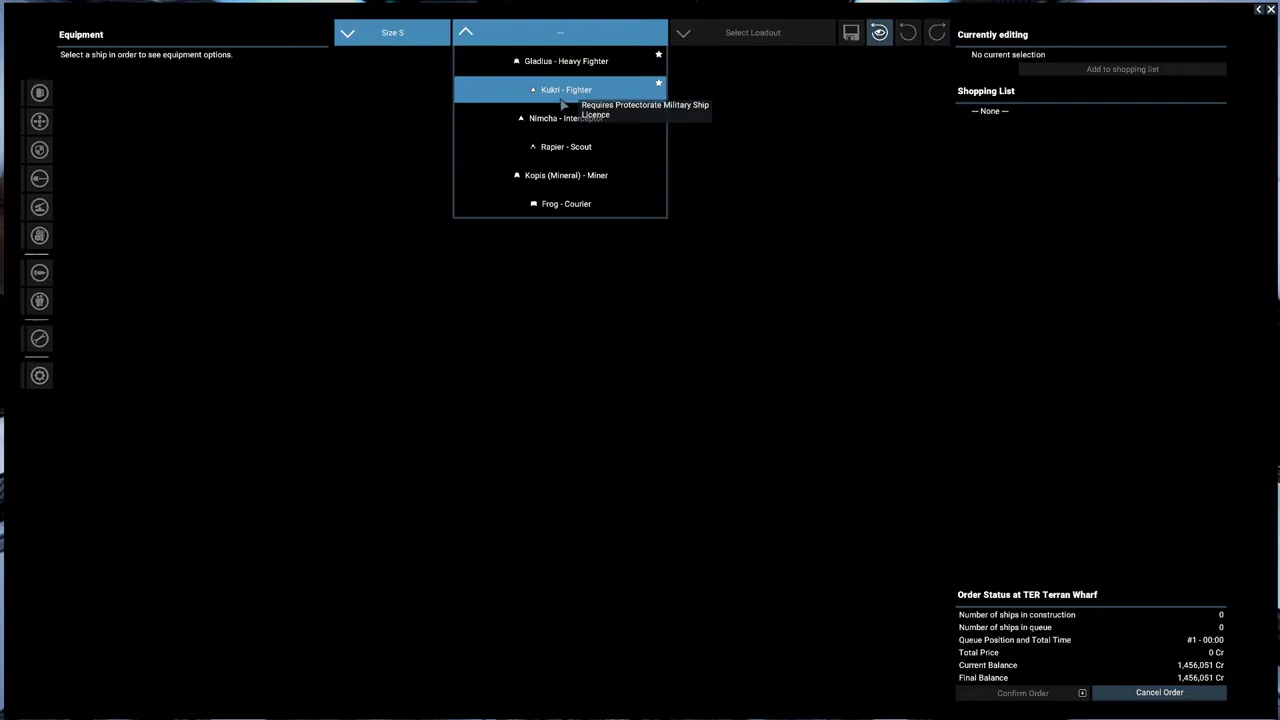 Equipment
Select a ship in order to see equipment options.
Size S
---
Select Loadout
Gladius - Heavy Fighter
Kukri - Fighter
Requires Protectorate Military Ship
Licence
Nimcha - Interceptor
Rapier - Scout
Kopis (Mineral) - Miner
Frog - Courier
Currently editing
No current selection
Add to shopping list
Shopping List
--- None ---
Order Status at TER Terran Wharf
Number of ships in construction 0
Number of ships in queue 0
Queue Position and Total Time #1 - 00:00
Total Price 0 Cr
Current Balance 1,456,051 Cr
Final Balance 1,456,051 Cr
Confirm Order
Cancel Order